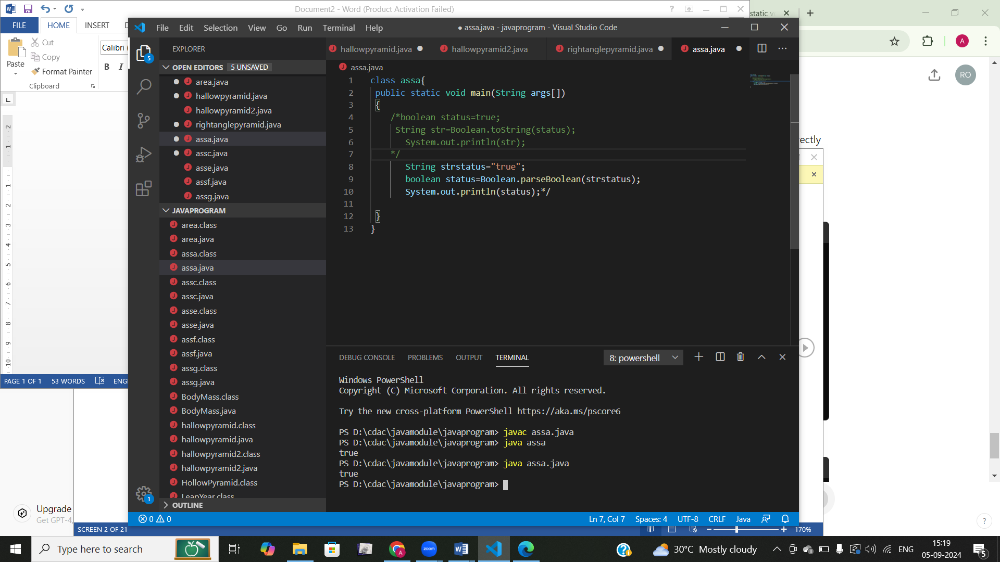 Document2 - Word (Product Activation Failed)
FILE
HOME
INSERT
Cut
Copy
Format Painter
Paste
Clipboard
Calibri (
B I
L
static v
A
File Edit Selection View Go Run Terminal Help
● assa.java - javaprogram - Visual Studio Code
EXPLORER
OPEN EDITORS 5 UNSAVED
area.java
hallowpyramid.java
hallowpyramid2.java
rightanglepyramid.java
assa.java
assc.java
asse.java
assf.java
assg.java
JAVAPROGRAM
area.class
area.java
assa.class
assa.java
assc.class
assc.java
asse.class
asse.java
assf.class
assf.java
assg.class
assg.java
BodyMass.class
BodyMass.java
hallowpyramid.class
hallowpyramid.java
hallowpyramid2.class
hallowpyramid2.java
HollowPyramid.class
LeapYear.class
OUTLINE
5
1
hallowpyramid.java
hallowpyramid2.java
rightanglepyramid.java
assa.java
assa.java
1 class assa{
2 public static void main(String args[])
3 {
4 /*boolean status=true;
5 String str=Boolean.toString(status);
6 System.out.println(str);
7 */
8 String strstatus="true";
9 boolean status=Boolean.parseBoolean(strstatus);
10 System.out.println(status);*/
11
12 }
13 }
DEBUG CONSOLE PROBLEMS OUTPUT TERMINAL
8: powershell
Windows PowerShell
Copyright (C) Microsoft Corporation. All rights reserved.
Try the new cross-platform PowerShell https://aka.ms/pscore6
PS D:\cdac\javamodule\javaprogram> javac assa.java
PS D:\cdac\javamodule\javaprogram> java assa
true
PS D:\cdac\javamodule\javaprogram> java assa.java
true
PS D:\cdac\javamodule\javaprogram>
0 0
Ln 7, Col 7 Spaces: 4 UTF-8 CRLF Java
RO
rectly
PAGE 1 OF 1 53 WORDS
Upgrade
Get GPT-4,
SCREEN 2 OF 21
170%
?
Type here to search
zoom
30°C Mostly cloudy
ENG
15:19
05-09-2024
5